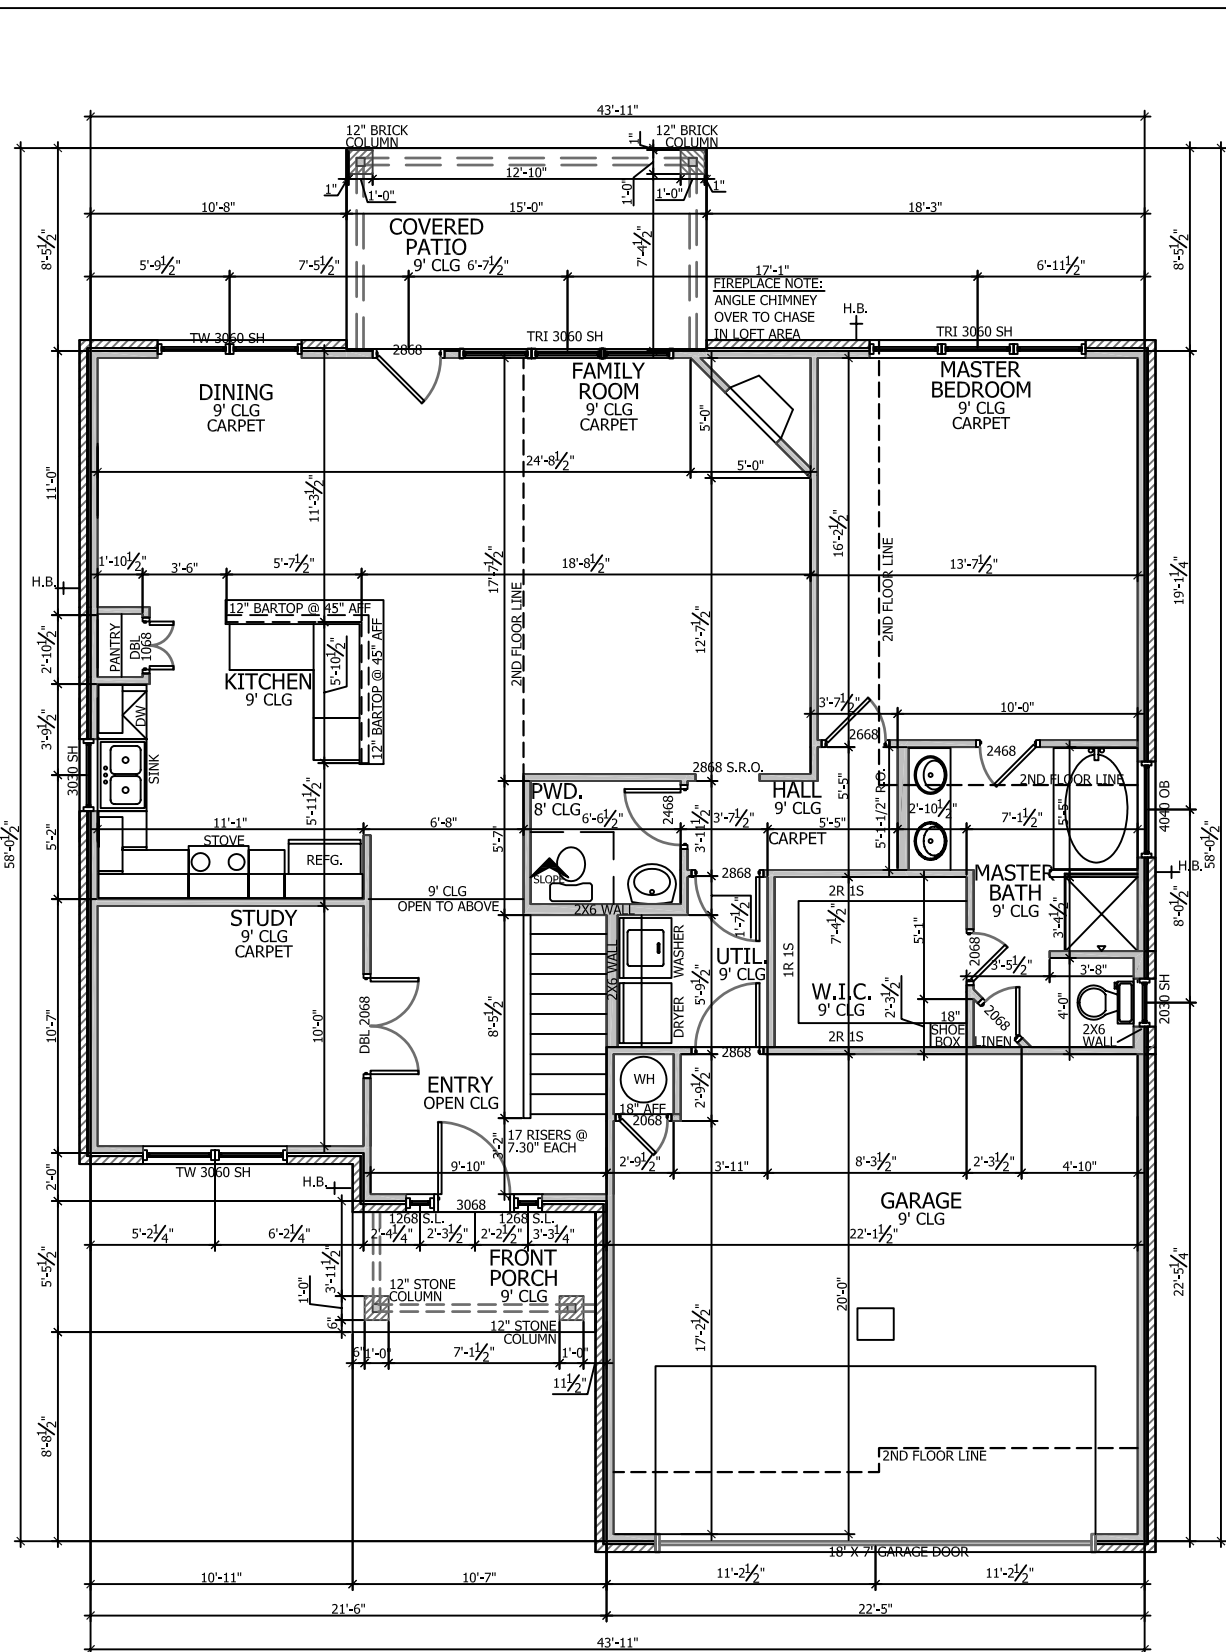 43'-11"
12" BRICK
COLUMN
12" BRICK
COLUMN
1"
12'-10"
1"
1'-0"
1'-0"
1'-0"
1"
10'-8"
15'-0"
18'-3"
8'-5½"
COVERED
PATIO
9' CLG
7'-4½"
8'-5½"
5'-9½"
7'-5½"
6'-7½"
17'-1"
6'-11½"
FIREPLACE NOTE:
ANGLE CHIMNEY
OVER TO CHASE
IN LOFT AREA
H.B.
TW 3060 SH
2868
TRI 3060 SH
TRI 3060 SH
DINING
9' CLG
CARPET
FAMILY
ROOM
9' CLG
CARPET
MASTER
BEDROOM
9' CLG
CARPET
5'-0"
24'-8½"
5'-0"
11'-0"
11'-3½"
17'-7½"
16'-2½"
1'-10½"
3'-6"
5'-7½"
18'-8½"
13'-7½"
H.B.
19'-1¼"
2ND FLOOR LINE
2ND FLOOR LINE
12" BARTOP @ 45" AFF
12" BARTOP @ 45" AFF
12'-7½"
2'-10½"
PANTRY
DBL
1068
5'-10½"
KITCHEN
9' CLG
DW
3'-9½"
3030 SH
SINK
3'-7½"
10'-0"
2668
2468
2868 S.R.O.
2ND FLOOR LINE
PWD.
8' CLG
HALL
9' CLG
CARPET
5'-5"
5'-1-1/2" R.O.
2'-10½"
5'-5"
4040 OB
58'-0½"
58'-0½"
5'-11½"
2468
5'-2"
11'-1"
6'-8"
5'-7"
6'-6½"
3'-11½"
3'-7½"
5'-5"
7'-1½"
STOVE
REFG.
SLOPE
2868
H.B.
MASTER
BATH
9' CLG
9' CLG
OPEN TO ABOVE
2X6 WALL
2R 1S
STUDY
9' CLG
CARPET
1'-7½"
7'-4½"
5'-1"
3'-4½"
8'-0½"
2X6 WALL
WASHER
DRYER
UTIL.
9' CLG
1R 1S
2068
3'-5½"
3'-8"
5'-9½"
W.I.C.
9' CLG
2'-3½"
4'-0"
2030 SH
10'-7"
10'-0"
DBL 2068
8'-5½"
2068
18"
SHOE
BOX
LINEN
2X6
WALL
2R 1S
2868
ENTRY
OPEN CLG
WH
18" AFF
2068
2'-9½"
17 RISERS @
7.30" EACH
3'-2"
TW 3060 SH
9'-10"
2'-9½"
3'-11"
8'-3½"
2'-3½"
4'-10"
2'-0"
H.B.
3068
1268 S.L.
1268 S.L.
GARAGE
9' CLG
5'-2¼"
6'-2¼"
2'-4¼"
2'-3½"
2'-2½"
3'-3¼"
22'-1½"
FRONT
PORCH
9' CLG
5'-5½"
3'-11½"
1'-0"
6"
12" STONE
COLUMN
12" STONE
COLUMN
22'-5¼"
20'-0"
17'-2½"
6"
1'-0"
7'-1½"
1'-0"
11½"
8'-8½"
2ND FLOOR LINE
18' X 7' GARAGE DOOR
10'-11"
10'-7"
11'-2½"
11'-2½"
21'-6"
22'-5"
43'-11"